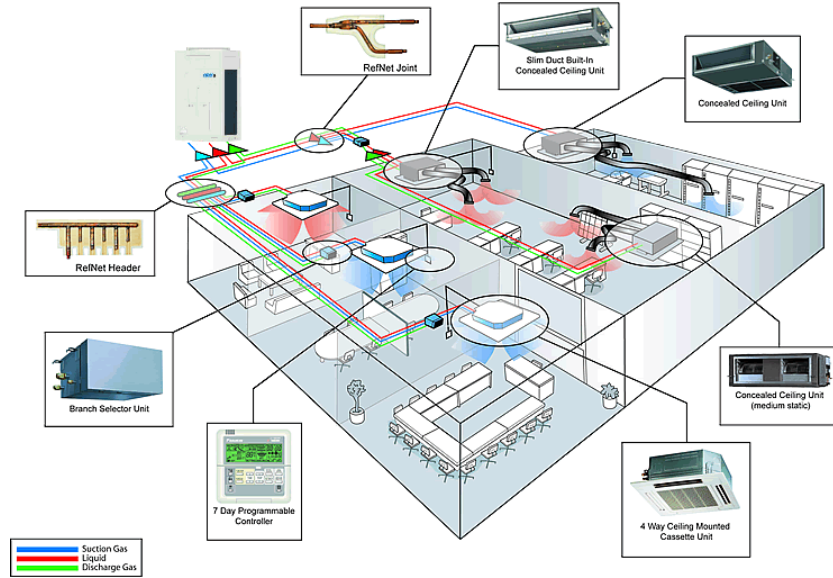 RefNet Joint
Slim Duct Built-In
Concealed Ceiling Unit
Concealed Ceiling Unit
RefNet Header
Branch Selector Unit
7 Day Programmable
Controller
4 Way Ceiling Mounted
Cassette Unit
Concealed Ceiling Unit
(medium static)
Suction Gas
Liquid
Discharge Gas